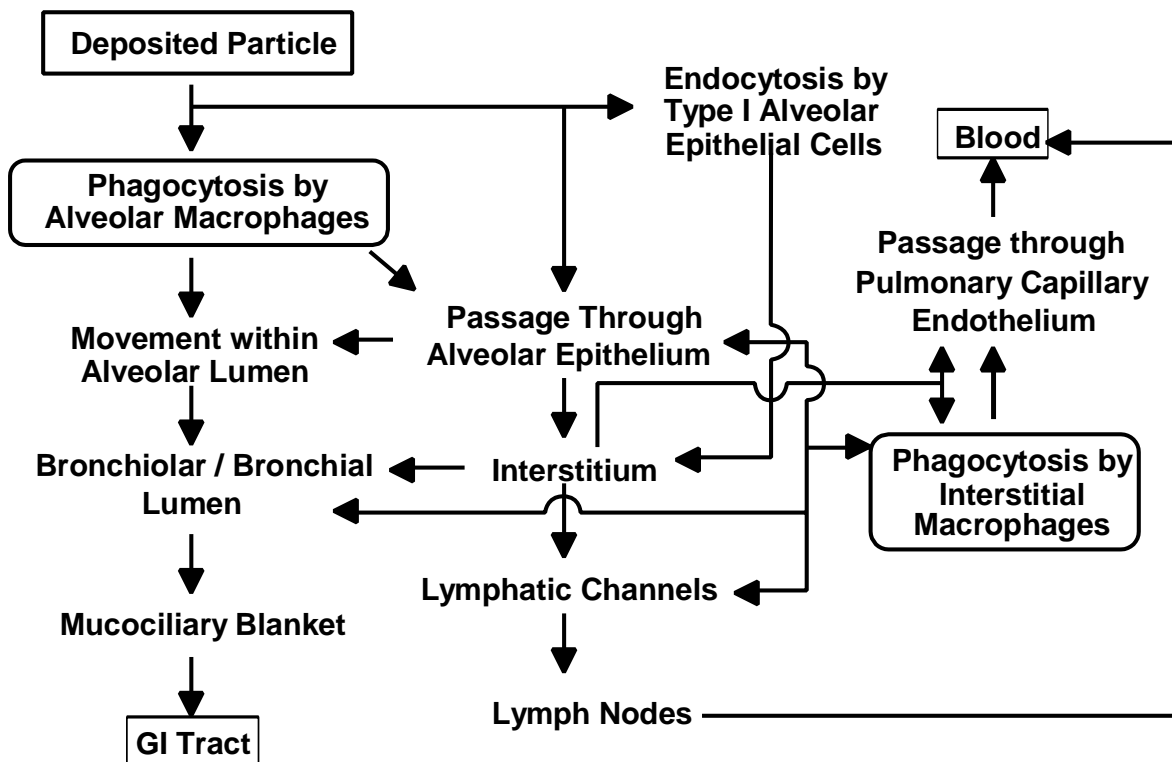 Deposited Particle
Endocytosis by
Type I Alveolar
Epithelial Cells
Blood
Phagocytosis by
Alveolar Macrophages
Passage through
Pulmonary Capillary
Endothelium
Movement within
Alveolar Lumen
Passage Through
Alveolar Epithelium
Bronchiolar / Bronchial
Lumen
Interstitium
Phagocytosis by
Interstitial
Macrophages
Lymphatic Channels
Mucociliary Blanket
Lymph Nodes
GI Tract